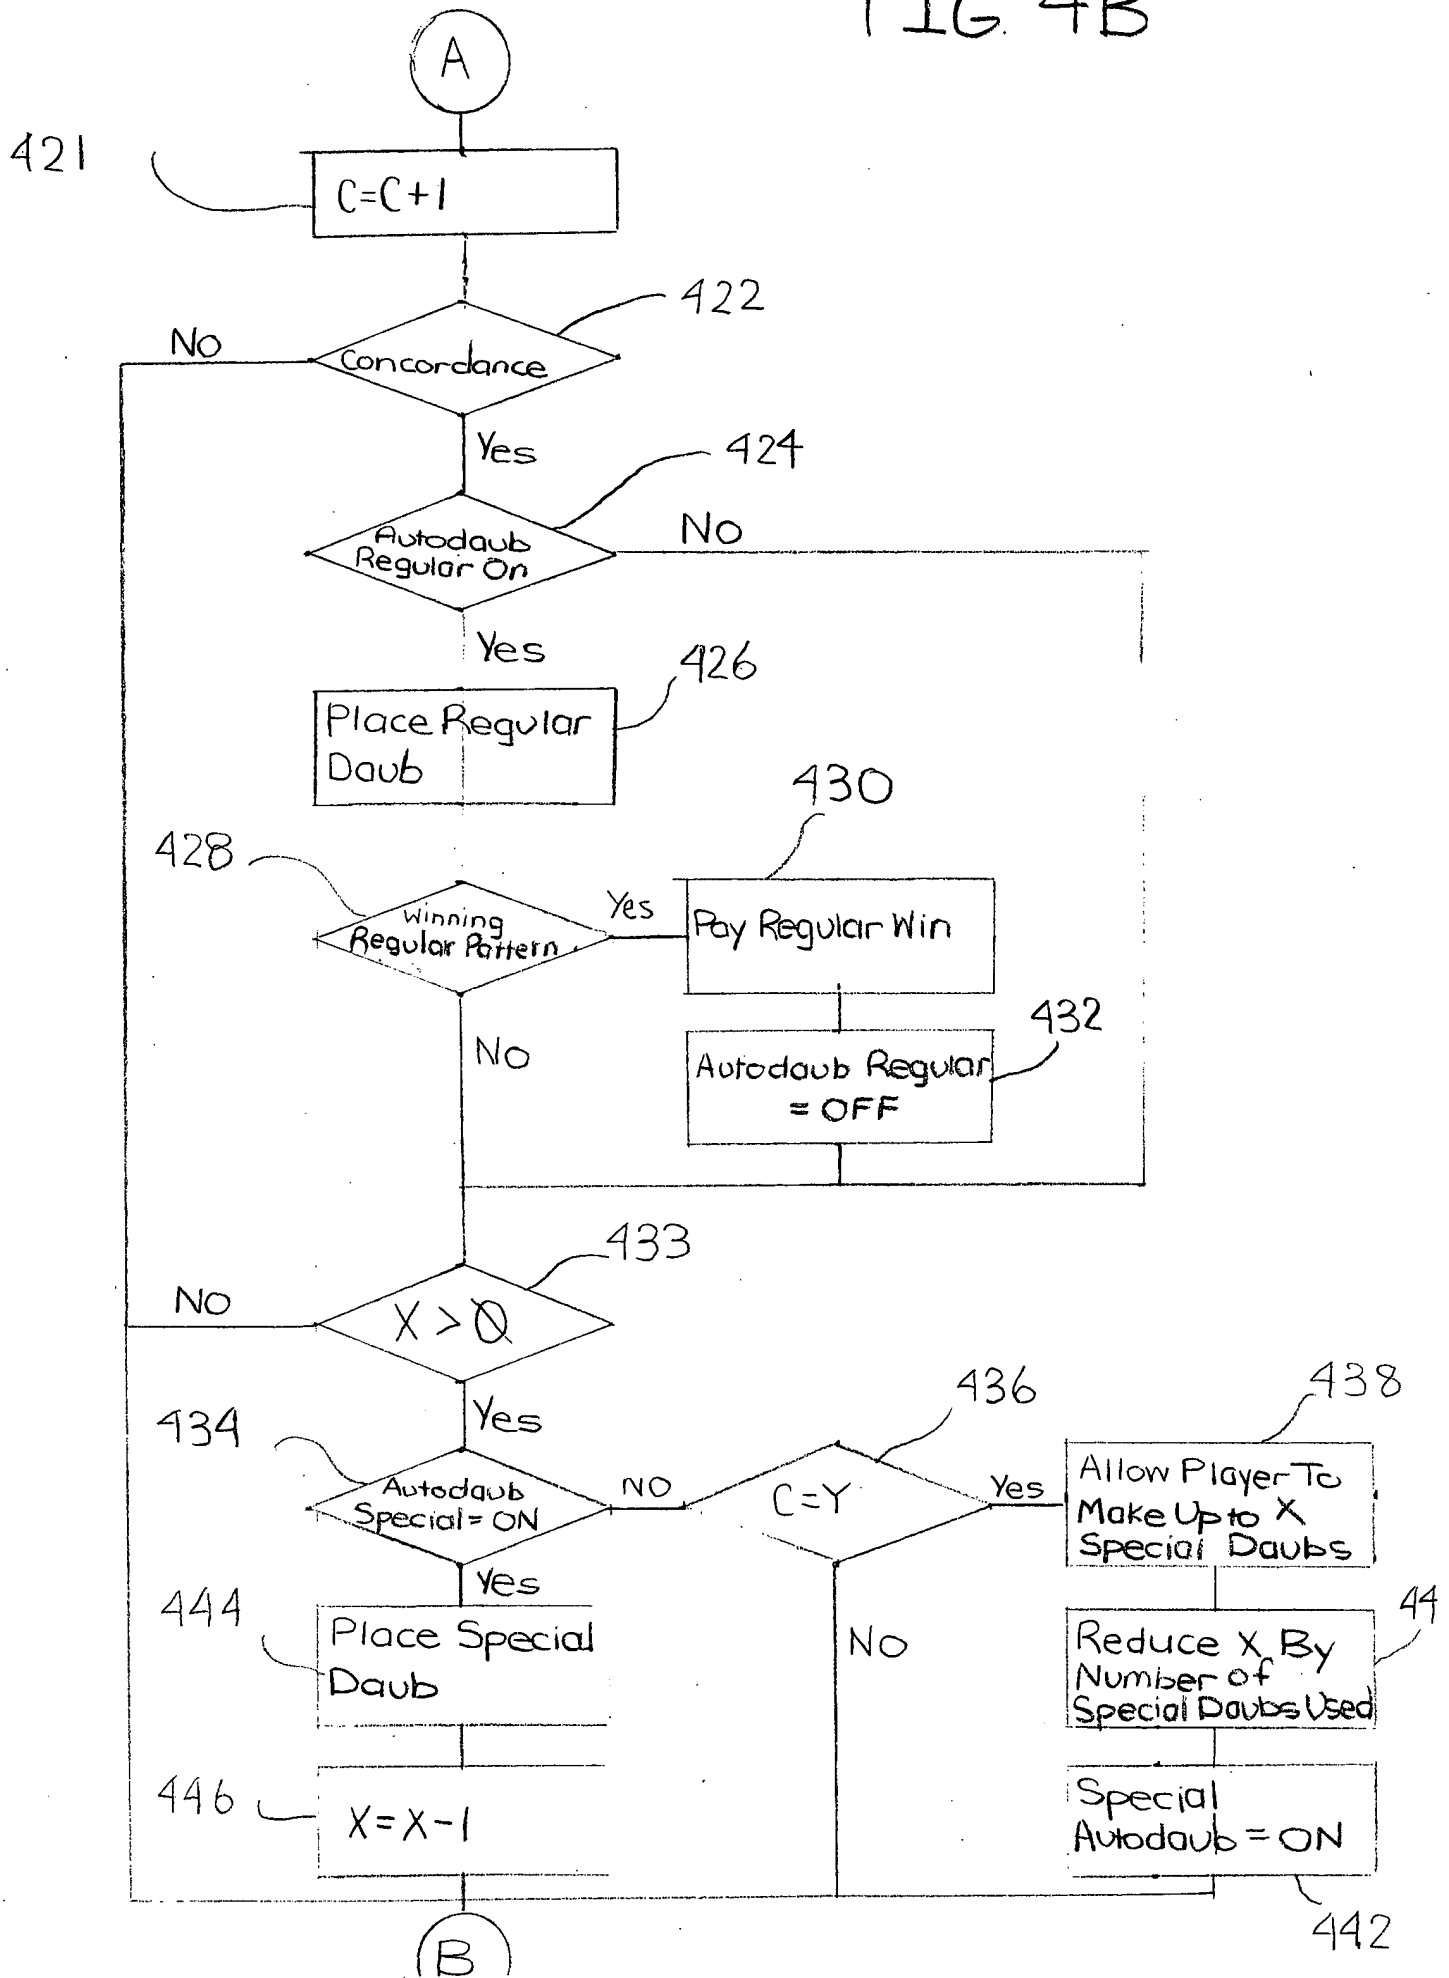 FIG. 4B
A
421
C=C+1
422
No
Concordance
Yes
424
Autodaub
Regular On
No
Yes
426
Place Regular
Daub
430
428
Winning
Regular Pattern
Yes
Pay Regular Win
432
No
Autodaub Regular
= OFF
433
No
X > 0
Yes
434
436
438
Autodaub
Special = ON
NO
C=Y
Yes
Allow Player To
Make Up to X
Special Daubs
Yes
444
Place Special
Daub
NO
44
Reduce X By
Number of
Special Daubs Used
446
X=X-1
Special
Autodaub = ON
442
B